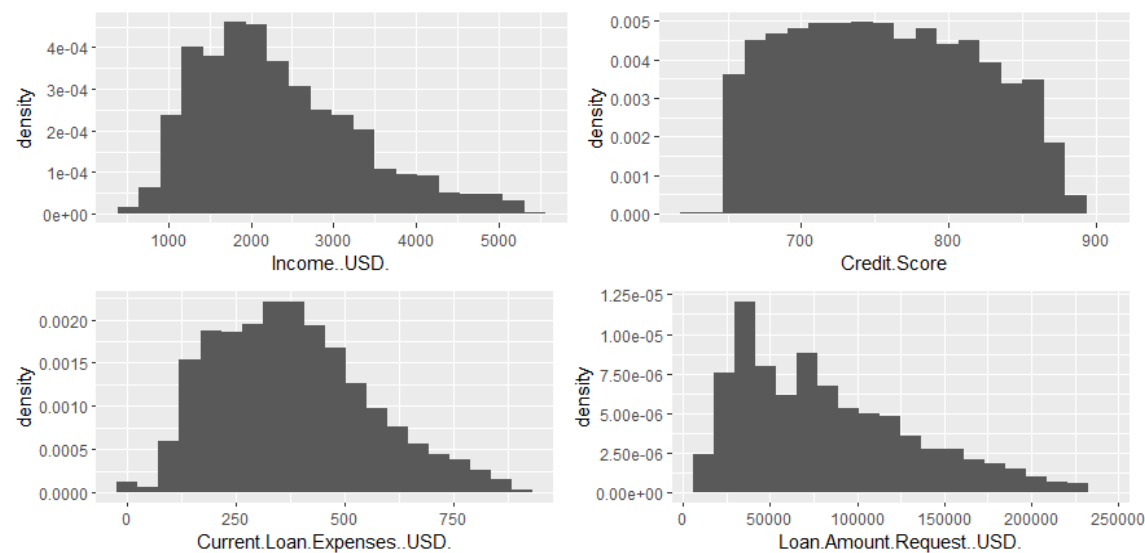 density
4e-04
3e-04
2e-04
1e-04
0e+00
1000 2000 3000 4000 5000
Income..USD.
density
0.005
0.004
0.003
0.002
0.001
0.000
700 800 900
Credit.Score
density
0.0020
0.0015
0.0010
0.0005
0.0000
0 250 500 750
Current.Loan.Expenses..USD.
density
1.25e-05
1.00e-05
7.50e-06
5.00e-06
2.50e-06
0.00e+00
0 50000 100000 150000 200000 250000
Loan.Amount.Request..USD.